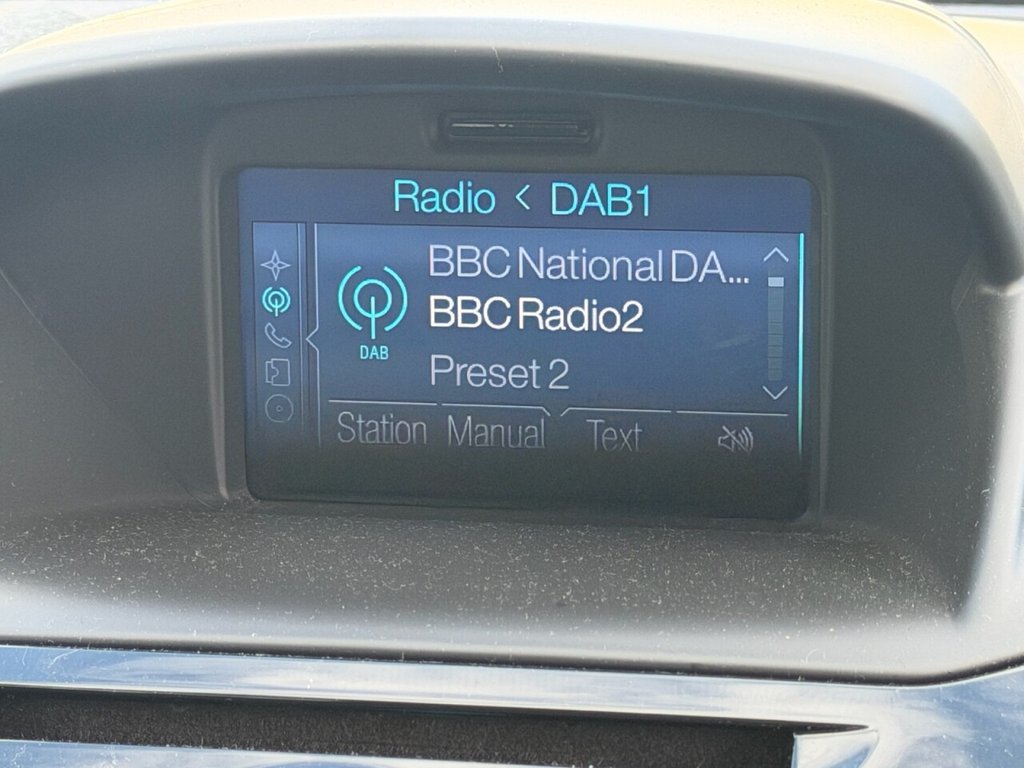 Radio < DAB1
BBC National DA...
BBC Radio2
DAB
Preset 2
Station Manual Text